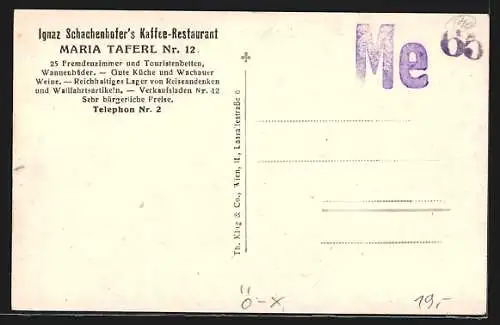 Ignaz Schachenhofer's Kaffee-Restaurant
MARIA TAFERL Nr. 12
25 Fremdenzimmer und Touristenbetten,
Wannenbäder. — Gute Küche und Wachauer
Weine. — Reichhaltiges Lager von Reiseandenken
und Wallfahrtsartikeln. — Verkaufsladen Nr. 42
Sehr bürgerliche Preise.
Telephon Nr. 2
Me
65
Th. Klug & Co., Wien, II., Lassallestraße 6
Ö-X
19,-